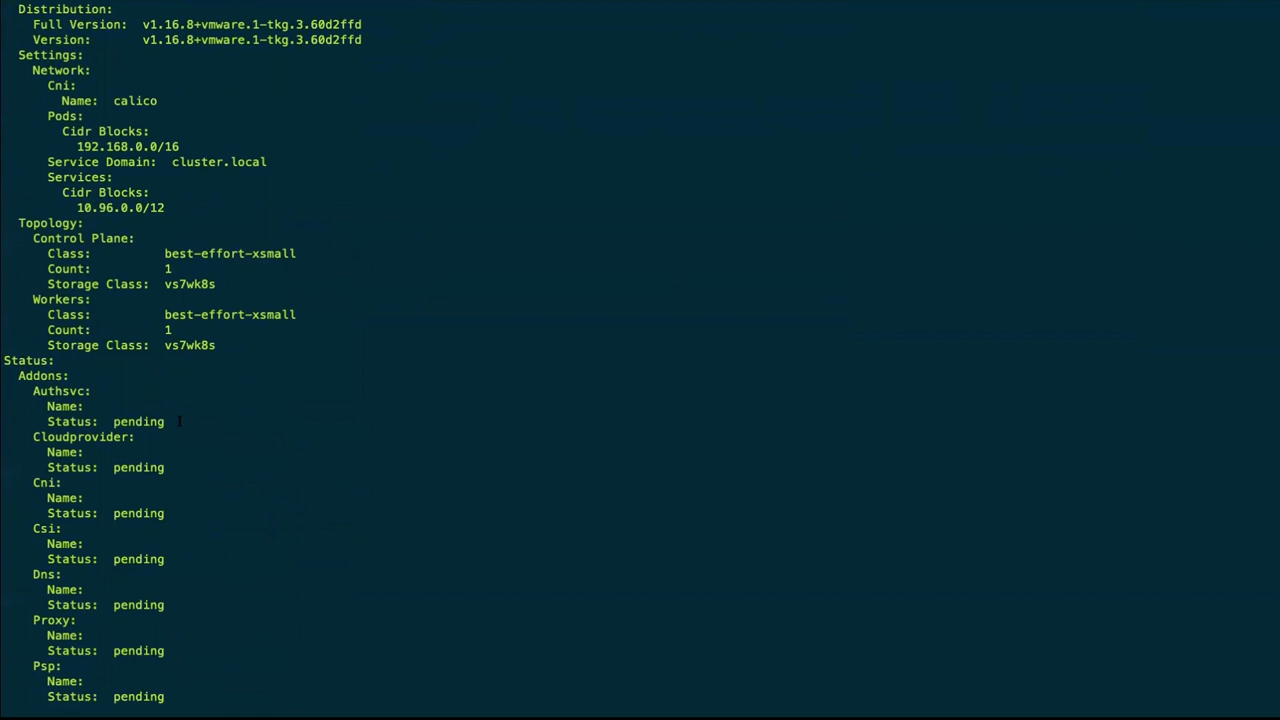 Distribution:
Full Version:  v1.16.8+vmware.1-tkg.3.60d2ffd
Version:       v1.16.8+vmware.1-tkg.3.60d2ffd
Settings:
Network:
Cni:
Name:  calico
Pods:
Cidr Blocks:
192.168.0.0/16
Service Domain:  cluster.local
Services:
Cidr Blocks:
10.96.0.0/12
Topology:
Control Plane:
Class:          best-effort-xsmall
Count:          1
Storage Class:  vs7wk8s
Workers:
Class:          best-effort-xsmall
Count:          1
Storage Class:  vs7wk8s
Status:
Addons:
Authsvc:
Name:
Status:  pending
Cloudprovider:
Name:
Status:  pending
Cni:
Name:
Status:  pending
Csi:
Name:
Status:  pending
Dns:
Name:
Status:  pending
Proxy:
Name:
Status:  pending
Psp:
Name:
Status:  pending